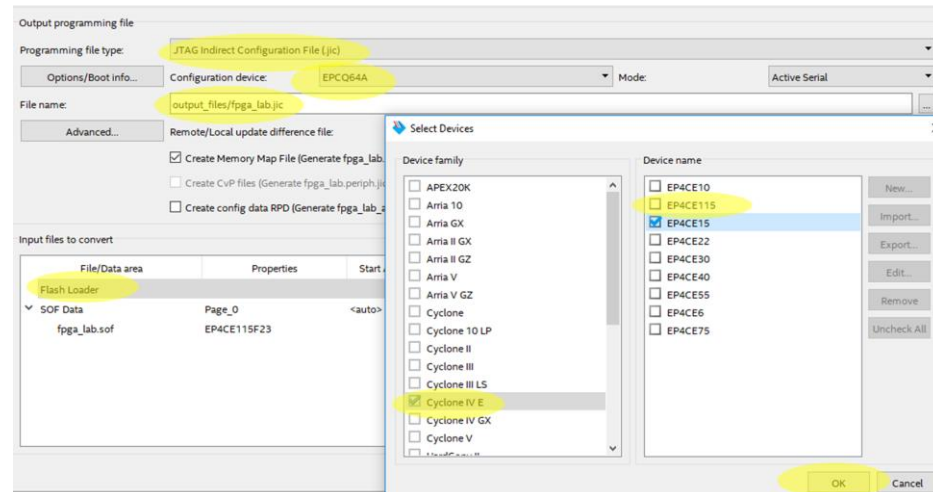 Output programming file
Programming file type: JTAG Indirect Configuration File (.jic)
Options/Boot info... Configuration device: EPCQ64A Mode: Active Serial
File name: output_files/fpga_lab.jic ...
Advanced... Remote/Local update difference file:
Create Memory Map File (Generate fpga_lab.
Create CvP files (Generate fpga_lab.periph.jic
Create config data RPD (Generate fpga_lab_a
Input files to convert
File/Data area Properties Start
Flash Loader
SOF Data Page_0 <auto>
fpga_lab.sof EP4CE115F23
Select Devices
Device family
APEX20K
Arria 10
Arria GX
Arria II GX
Arria II GZ
Arria V
Arria V GZ
Cyclone
Cyclone 10 LP
Cyclone II
Cyclone III
Cyclone III LS
Cyclone IV E
Cyclone IV GX
Cyclone V
Device name
EP4CE10
EP4CE115
EP4CE15
EP4CE22
EP4CE30
EP4CE40
EP4CE55
EP4CE6
EP4CE75
New...
Import...
Export...
Edit...
Remove
Uncheck All
OK Cancel